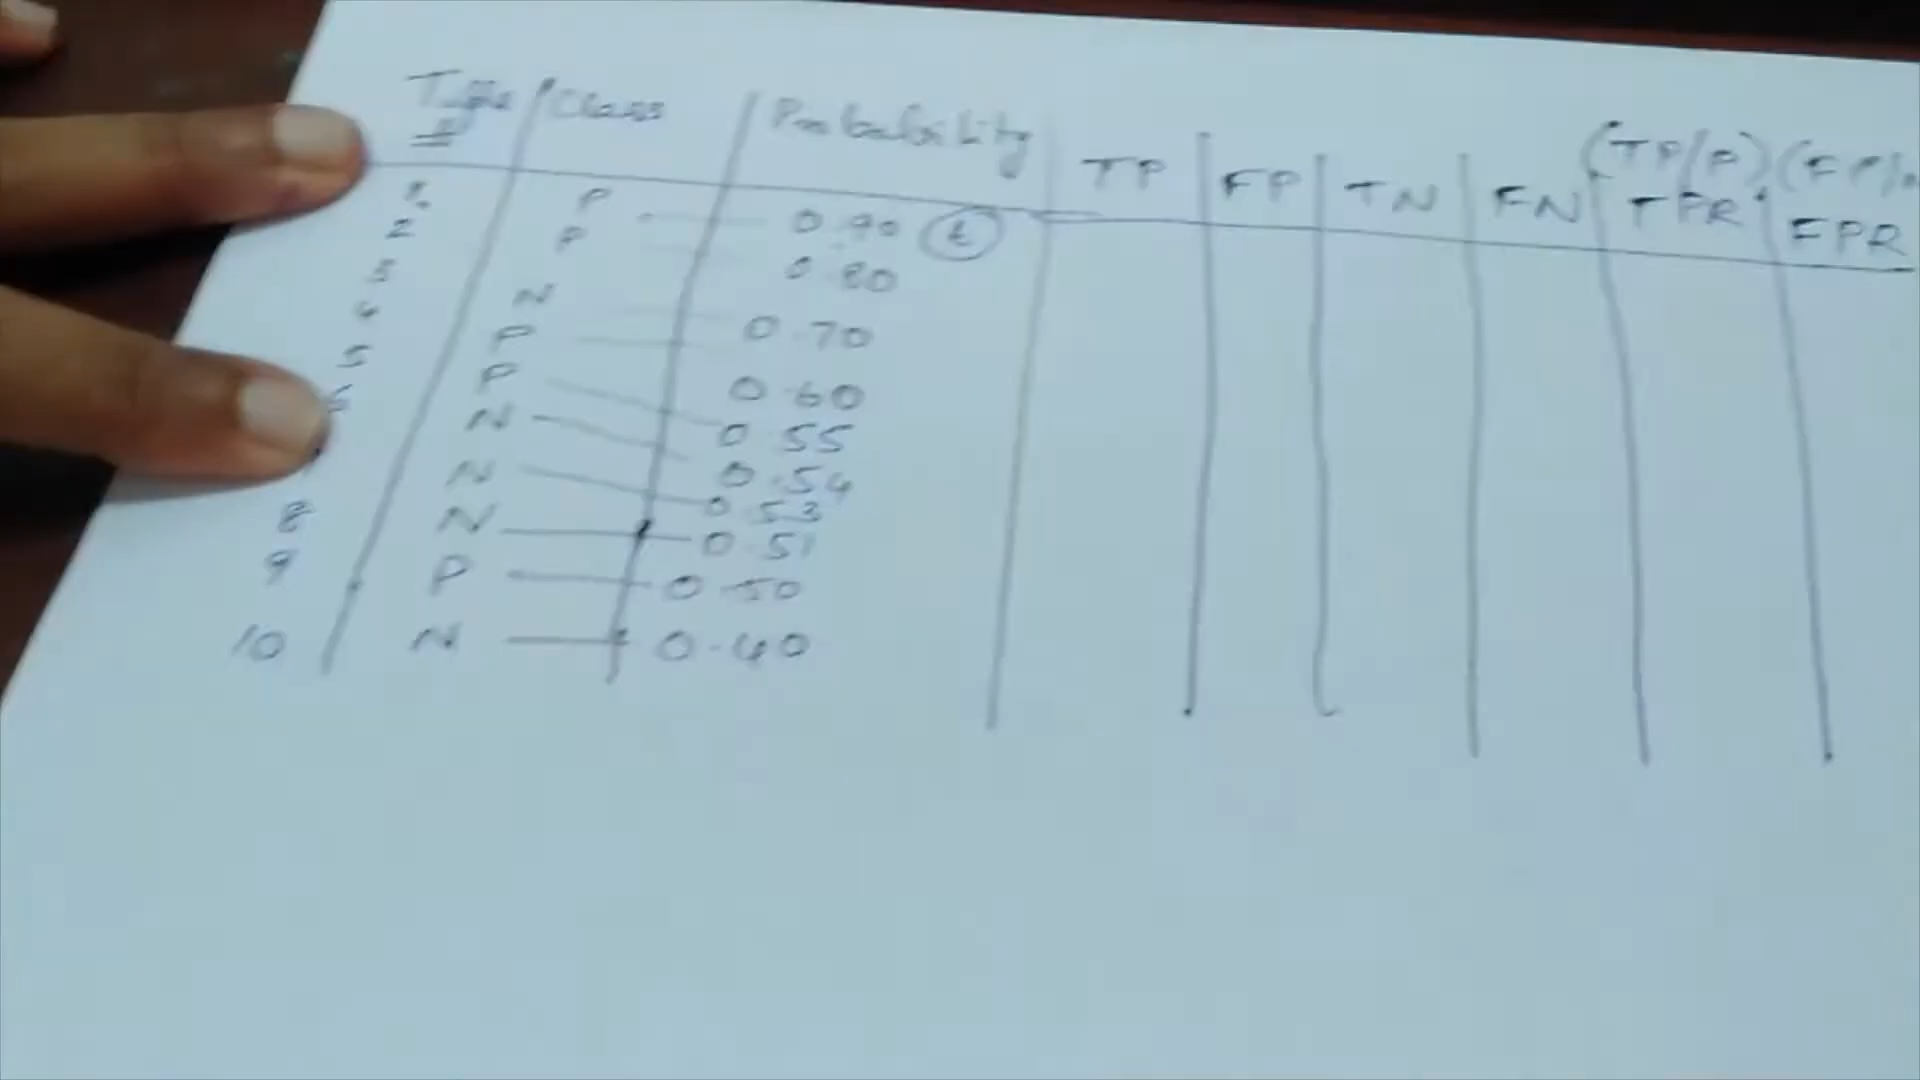 Class Probability TP FP TN FN (TP/P) TPR (FP/ FPR
1. P 0.90 t
2 P 0.80
3 N 0.70
4 P 0.60
5 P 0.55
6 N 0.54
N 0.53
8 N 0.51
9 P 0.50
10 N 0.40